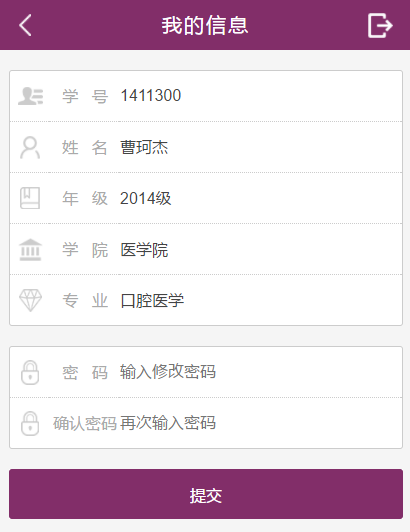 我的信息
学 号 1411300
姓 名 曹珂杰
年 级 2014级
学 院 医学院
专 业 口腔医学
密 码 输入修改密码
确认密码 再次输入密码
提交